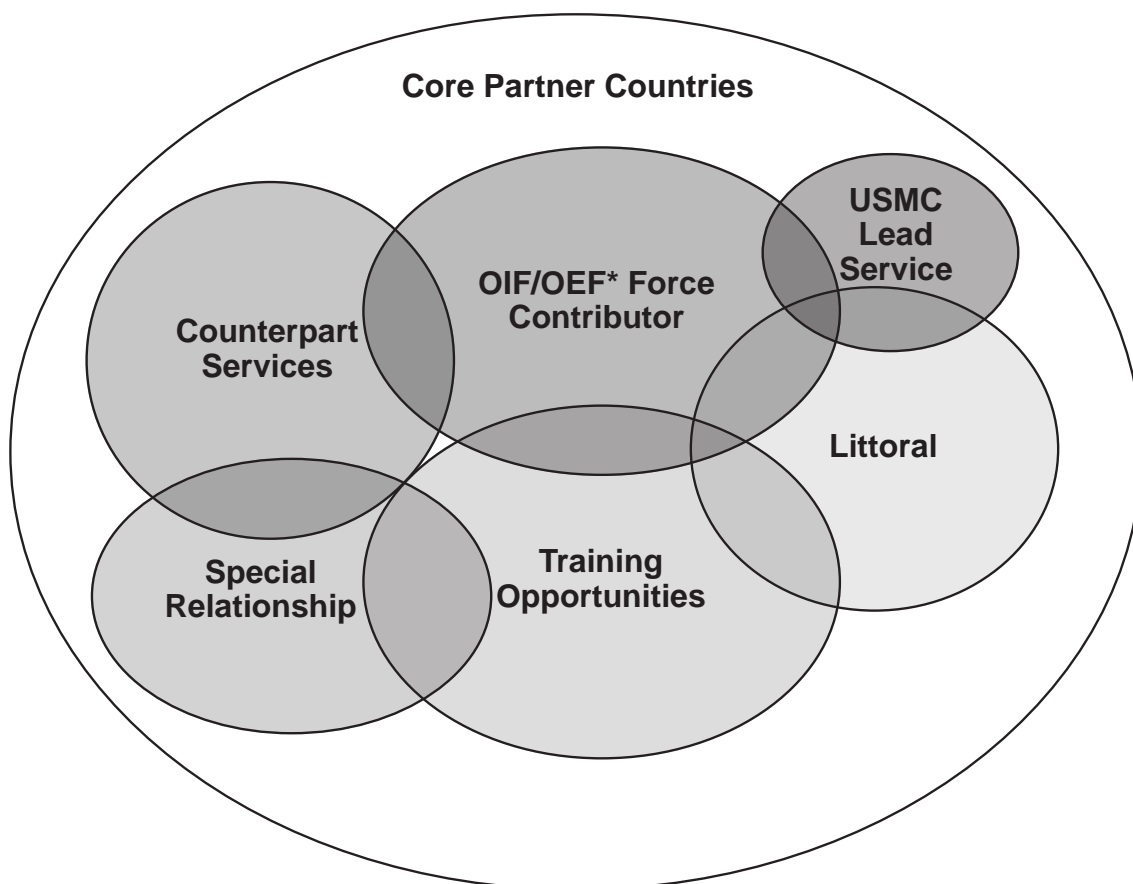 Core Partner Countries
USMC
Lead
Service
OIF/OEF* Force
Contributor
Counterpart
Services
Littoral
Special
Relationship
Training
Opportunities